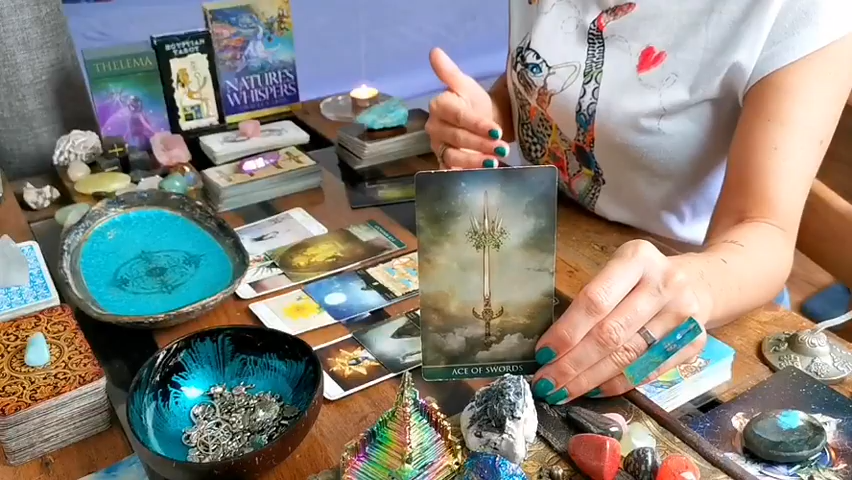 THELEMA
EGYPTIAN
TAROT
NATURE'S
WHISPERS
ACE OF SWORDS